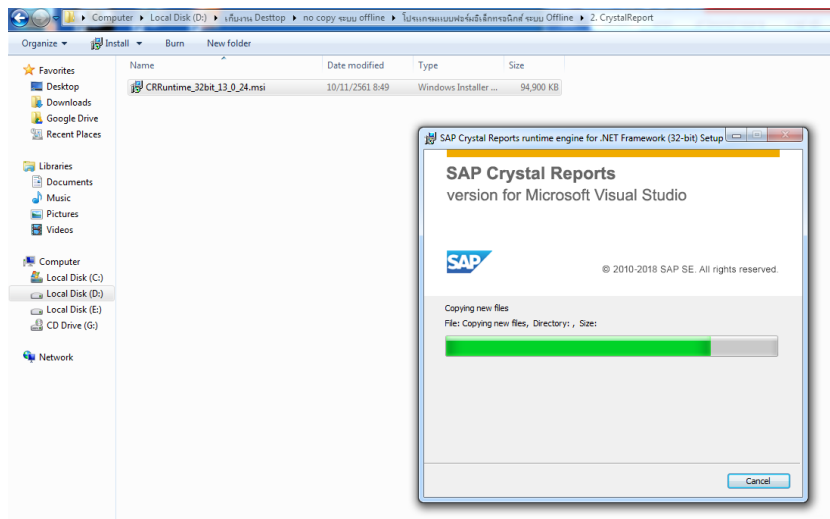 Computer ▸ Local Disk (D:) ▸ เก็บงาน Desttop ▸ no copy ระบบ offline ▸ โปรแกรมแบบฟอร์มอิเล็กทรอนิกส์ ระบบ Offline ▸ 2. CrystalReport
Organize Install Burn New folder
Name Date modified Type Size
CRRuntime_32bit_13_0_24.msi 10/11/2561 8:49 Windows Installer ... 94,900 KB
Favorites
Desktop
Downloads
Google Drive
Recent Places
Libraries
Documents
Music
Pictures
Videos
Computer
Local Disk (C:)
Local Disk (D:)
Local Disk (E:)
CD Drive (G:)
Network
SAP Crystal Reports runtime engine for .NET Framework (32-bit) Setup
SAP Crystal Reports
version for Microsoft Visual Studio
SAP
© 2010-2018 SAP SE. All rights reserved.
Copying new files
File: Copying new files, Directory: , Size:
Cancel